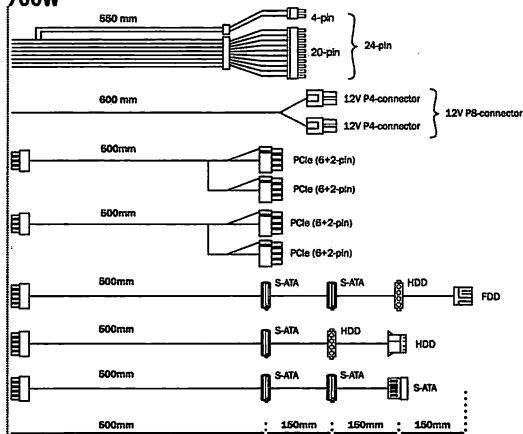 700W
550 mm
4-pin
20-pin
24-pin
600 mm
12V P4-connector
12V P4-connector
12V P8-connector
500mm
PCIe (6+2-pin)
PCIe (6+2-pin)
500mm
PCIe (6+2-pin)
PCIe (6+2-pin)
500mm S-ATA S-ATA HDD FDD
500mm S-ATA HDD HDD
500mm S-ATA S-ATA S-ATA
500mm 150mm 150mm 150mm